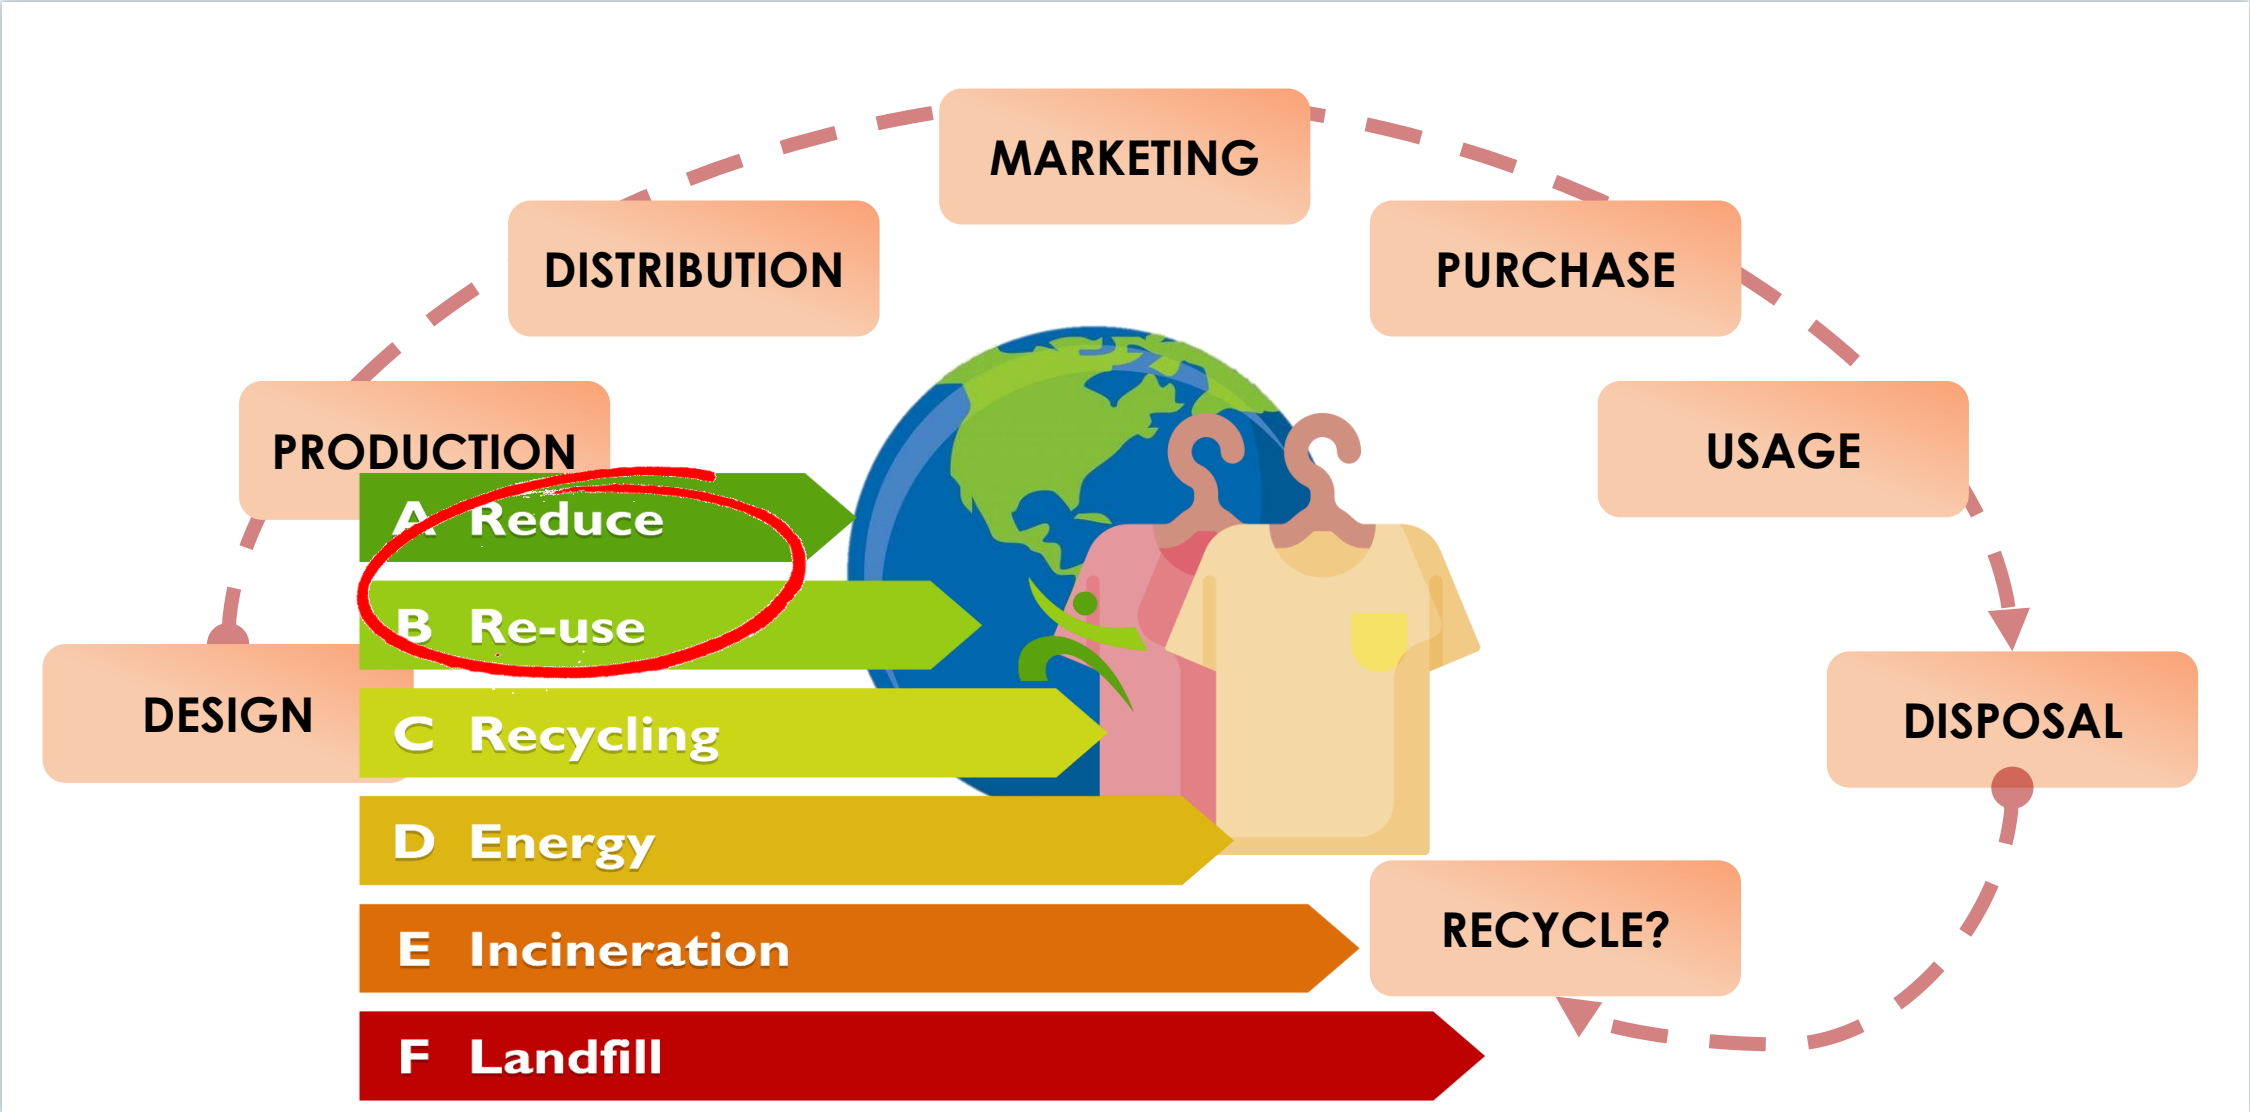 MARKETING
DISTRIBUTION
PURCHASE
PRODUCTION
USAGE
A Reduce
B Re-use
DESIGN
DISPOSAL
C Recycling
D Energy
RECYCLE?
E Incineration
F Landfill